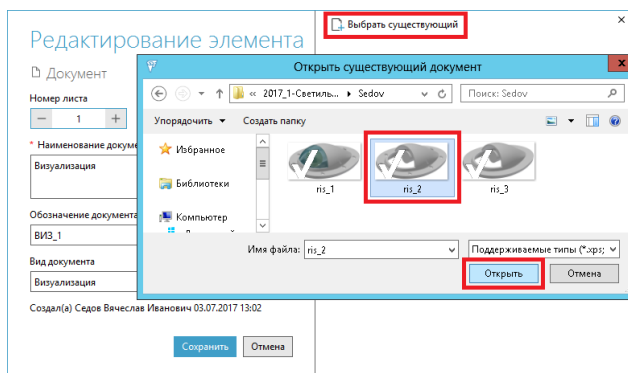 Выбрать существующий
Редактирование элемента
Документ
Номер листа
1
* Наименование докуме
Визуализация
Обозначение документа
ВИЗ_1
Вид документа
Визуализация
Создал(а) Седов Вячеслав Иванович 03.07.2017 13:02
Сохранить Отмена
Открыть существующий документ
« 2017_1-Светиль... Sedov
Поиск: Sedov
Упорядочить Создать папку
Избранное
Библиотеки
Компьютер
ris_1 ris_2 ris_3
Имя файла: ris_2
Поддерживаемые типы (*.xps;
Открыть Отмена